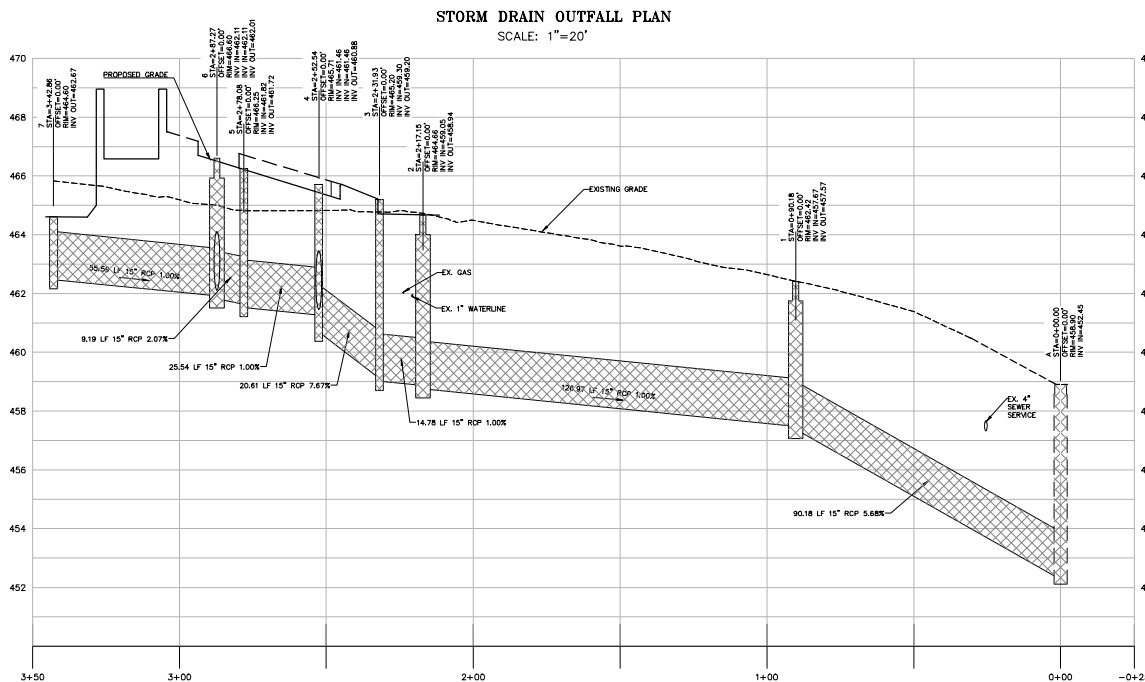 STORM DRAIN OUTFALL PLAN
SCALE: 1"=20'
7
STA=3+42.86
OFFSET=0.00'
RIM=464.60
INV OUT=462.67
PROPOSED GRADE
6
STA=2+87.27
OFFSET=0.00'
RIM=466.60
INV IN=462.11
INV IN=462.11
INV OUT=462.01
5
STA=2+78.08
OFFSET=0.00'
RIM=466.25
INV IN=461.82
INV OUT=461.72
4
STA=2+52.54
OFFSET=0.00'
RIM=465.71
INV IN=461.46
INV IN=461.46
INV OUT=460.88
3
STA=2+31.93
OFFSET=0.00'
RIM=465.20
INV IN=459.30
INV OUT=459.20
2
STA=2+17.15
OFFSET=0.00'
RIM=464.66
INV IN=459.05
INV OUT=458.94
EXISTING GRADE
1
STA=0+90.18
OFFSET=0.00'
RIM=462.42
INV IN=457.67
INV OUT=457.57
A
STA=0+00.00
OFFSET=0.00'
RIM=458.90
INV IN=452.45
EX. GAS
EX. 1" WATERLINE
EX. 4"
SEWER
SERVICE
55.59 LF 15" RCP 1.00%
9.19 LF 15" RCP 2.07%
25.54 LF 15" RCP 1.00%
20.61 LF 15" RCP 7.67%
14.78 LF 15" RCP 1.00%
126.97 LF 15" RCP 1.00%
90.18 LF 15" RCP 5.68%
470
468
466
464
462
460
458
456
454
452
3+50
3+00
2+00
1+00
0+00